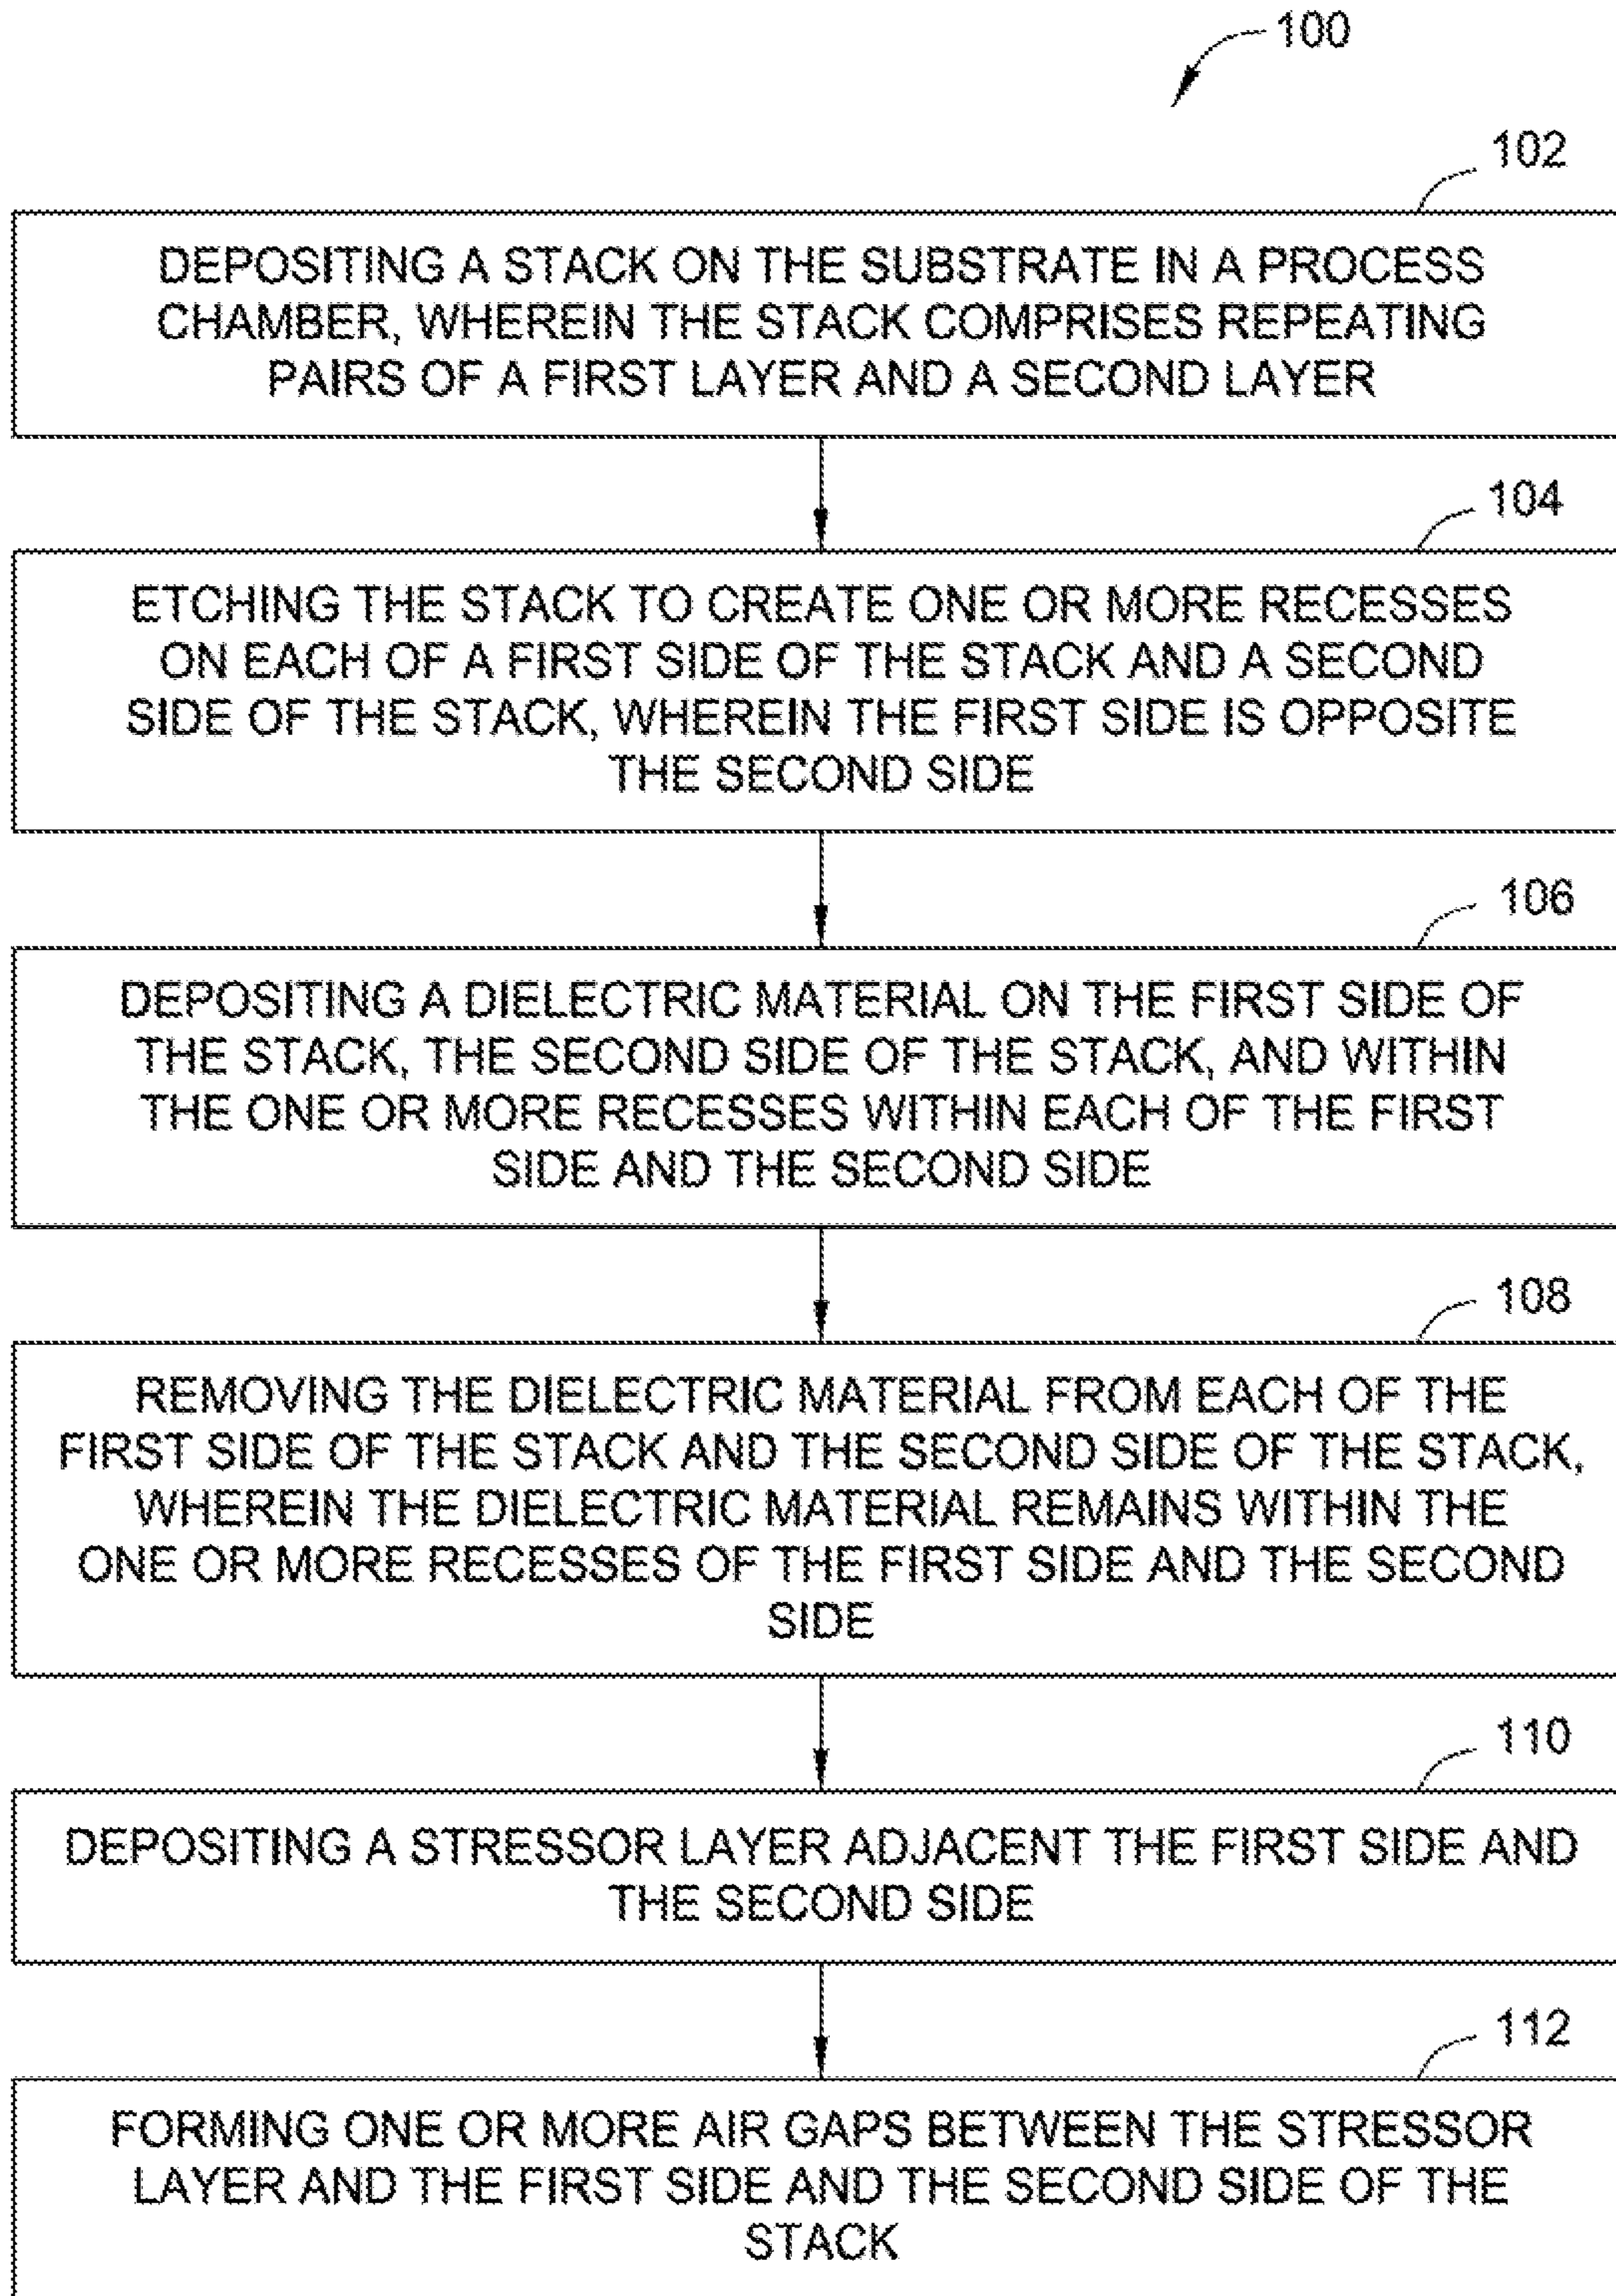 100
102
DEPOSITING A STACK ON THE SUBSTRATE IN A PROCESS
CHAMBER, WHEREIN THE STACK COMPRISES REPEATING
PAIRS OF A FIRST LAYER AND A SECOND LAYER
104
ETCHING THE STACK TO CREATE ONE OR MORE RECESSES
ON EACH OF A FIRST SIDE OF THE STACK AND A SECOND
SIDE OF THE STACK, WHEREIN THE FIRST SIDE IS OPPOSITE
THE SECOND SIDE
106
DEPOSITING A DIELECTRIC MATERIAL ON THE FIRST SIDE OF
THE STACK, THE SECOND SIDE OF THE STACK, AND WITHIN
THE ONE OR MORE RECESSES WITHIN EACH OF THE FIRST
SIDE AND THE SECOND SIDE
108
REMOVING THE DIELECTRIC MATERIAL FROM EACH OF THE
FIRST SIDE OF THE STACK AND THE SECOND SIDE OF THE STACK,
WHEREIN THE DIELECTRIC MATERIAL REMAINS WITHIN THE
ONE OR MORE RECESSES OF THE FIRST SIDE AND THE SECOND
SIDE
110
DEPOSITING A STRESSOR LAYER ADJACENT THE FIRST SIDE AND
THE SECOND SIDE
112
FORMING ONE OR MORE AIR GAPS BETWEEN THE STRESSOR
LAYER AND THE FIRST SIDE AND THE SECOND SIDE OF THE
STACK